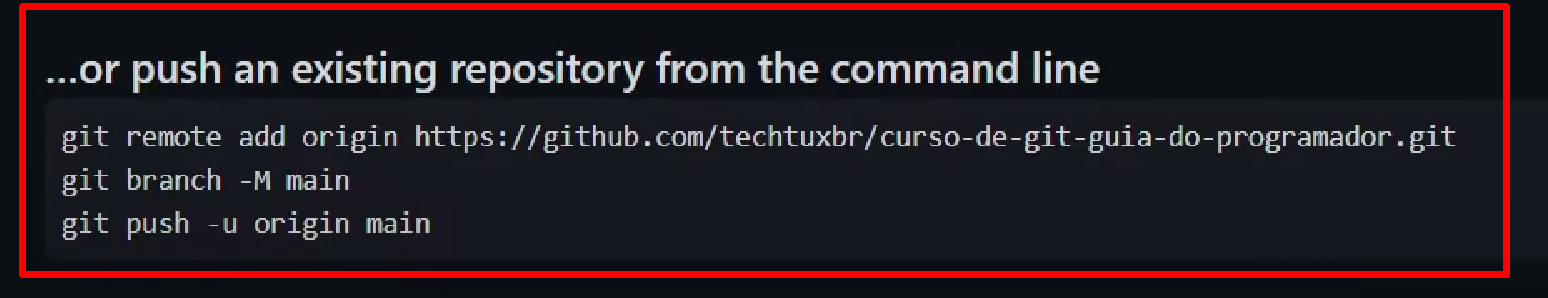 ...or push an existing repository from the command line
git remote add origin https://github.com/techtuxbr/curso-de-git-guia-do-programador.git
git branch -M main
git push -u origin main